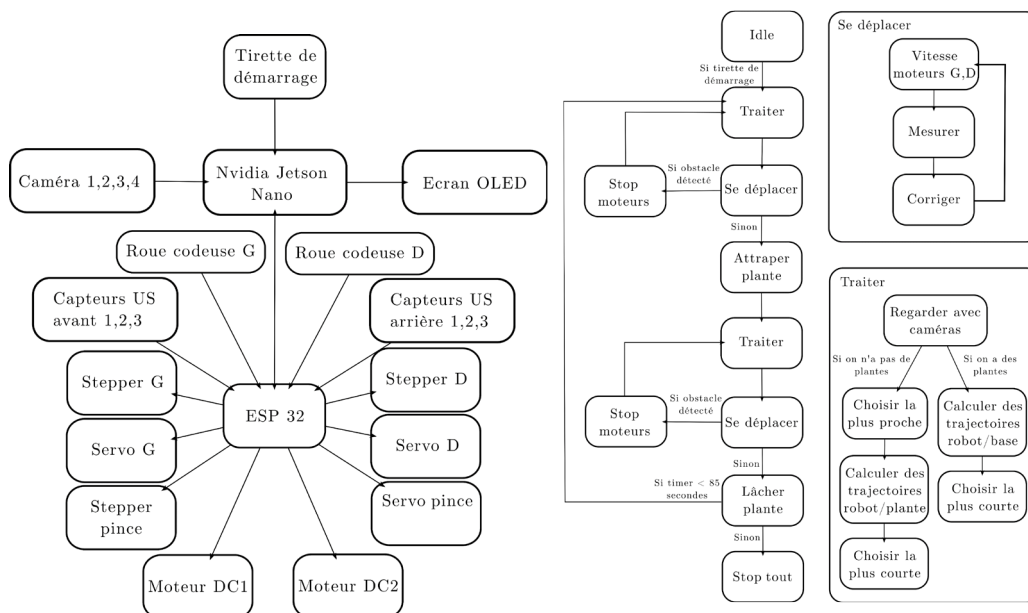 Tirette de
démarrage
Caméra 1,2,3,4
Nvidia Jetson
Nano
Ecran OLED
Roue codeuse G
Roue codeuse D
Capteurs US
avant 1,2,3
Capteurs US
arrière 1,2,3
Stepper G
Stepper D
ESP 32
Servo G
Servo D
Stepper
pince
Servo pince
Moteur DC1
Moteur DC2
Idle
Si tirette de
démarrage
Traiter
Si obstacle
détecté
Stop
moteurs
Se déplacer
Sinon
Attraper
plante
Traiter
Si obstacle
détecté
Stop
moteurs
Se déplacer
Sinon
Si timer < 85
secondes
Lâcher
plante
Sinon
Stop tout
Se déplacer
Vitesse
moteurs G,D
Mesurer
Corriger
Traiter
Regarder avec
caméras
Si on n'a pas de
plantes
Si on a des
plantes
Choisir la
plus proche
Calculer des
trajectoires
robot/plante
Choisir la
plus courte
Calculer des
trajectoires
robot/base
Choisir la
plus courte